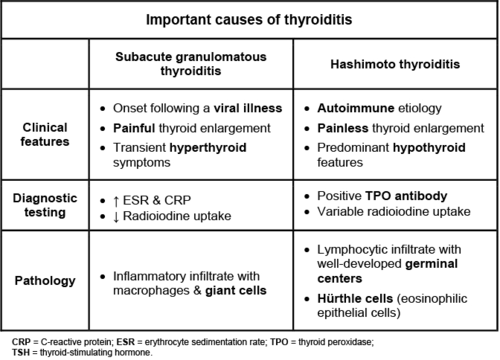 Important causes of thyroiditis
Subacute granulomatous
thyroiditis
Hashimoto thyroiditis
Clinical
features
• Onset following a viral illness
• Painful thyroid enlargement
• Transient hyperthyroid
symptoms
• Autoimmune etiology
• Painless thyroid enlargement
• Predominant hypothyroid
features
Diagnostic
testing
• ↑ ESR & CRP
• ↓ Radioiodine uptake
• Positive TPO antibody
• Variable radioiodine uptake
Pathology
• Inflammatory infiltrate with
macrophages & giant cells
• Lymphocytic infiltrate with
well-developed germinal
centers
• Hürthle cells (eosinophilic
epithelial cells)
CRP = C-reactive protein; ESR = erythrocyte sedimentation rate; TPO = thyroid peroxidase;
TSH = thyroid-stimulating hormone.